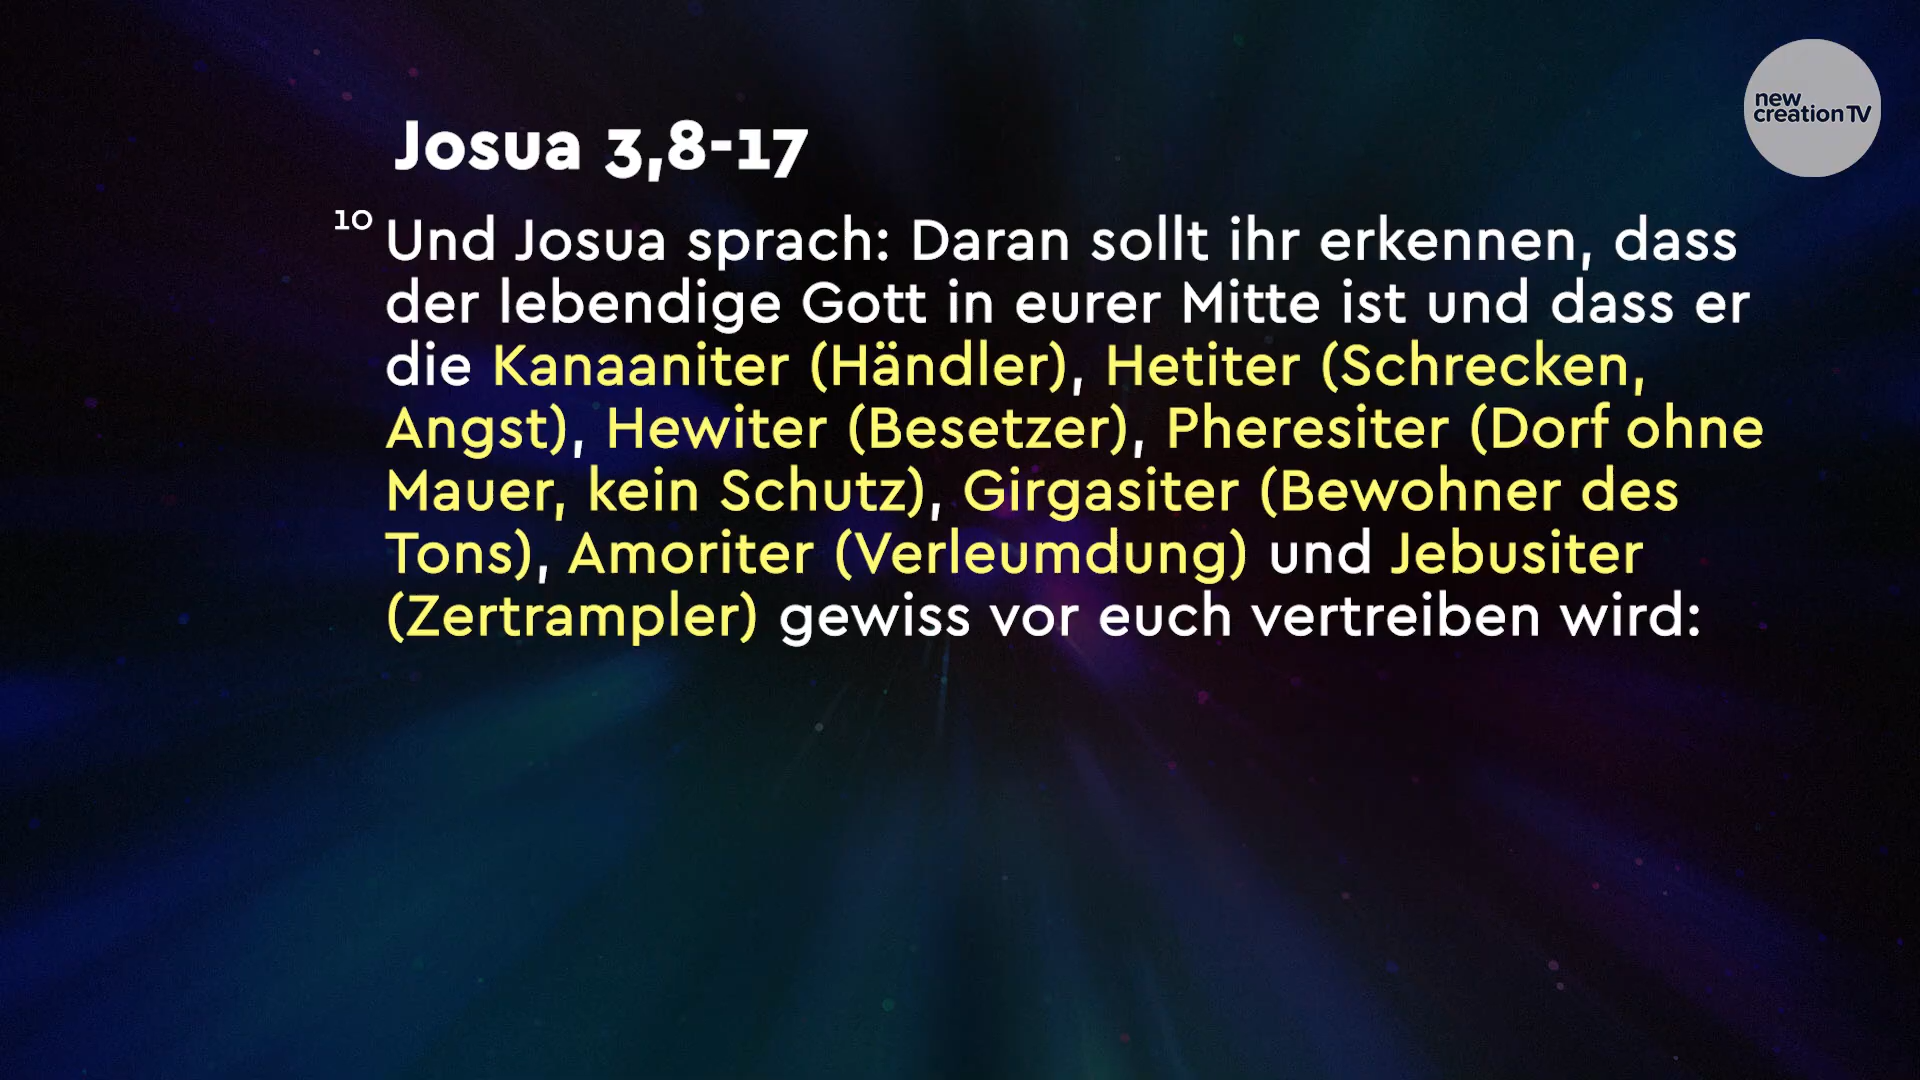 new
creation TV
Josua 3,8-17
10 Und Josua sprach: Daran sollt ihr erkennen, dass
der lebendige Gott in eurer Mitte ist und dass er
die Kanaaniter (Händler), Hetiter (Schrecken,
Angst), Hewiter (Besetzer), Pheresiter (Dorf ohne
Mauer, kein Schutz), Girgasiter (Bewohner des
Tons), Amoriter (Verleumdung) und Jebusiter
(Zertrampler) gewiss vor euch vertreiben wird: